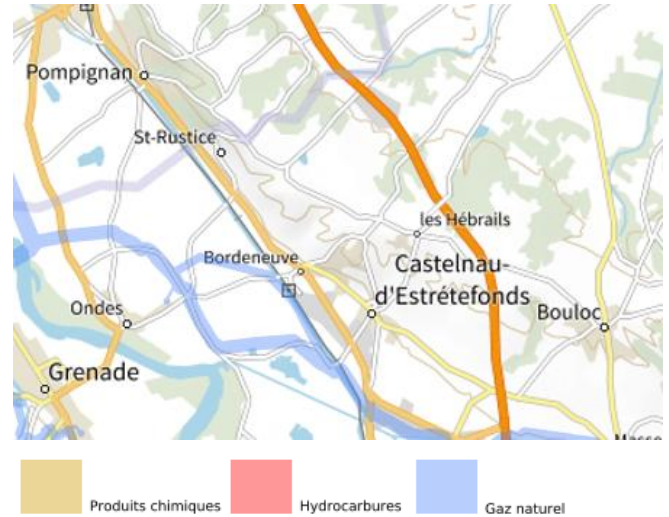 Pompignan
St-Rustice
les Hébrails
Bordeneuve
Castelnau-
d'Estrétefonds
Ondes
Bouloc
Grenade
Produits chimiques
Hydrocarbures
Gaz naturel